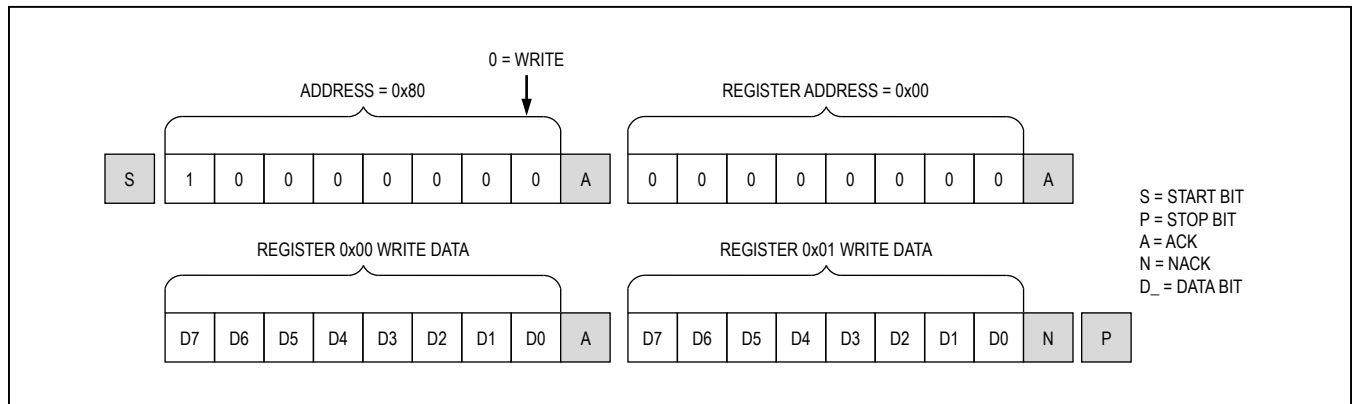 0 = WRITE
ADDRESS = 0x80
REGISTER ADDRESS = 0x00
S 1 0 0 0 0 0 0 0 A 0 0 0 0 0 0 0 0 A
REGISTER 0x00 WRITE DATA
REGISTER 0x01 WRITE DATA
D7 D6 D5 D4 D3 D2 D1 D0 A D7 D6 D5 D4 D3 D2 D1 D0 N P
S = START BIT
P = STOP BIT
A = ACK
N = NACK
D_ = DATA BIT